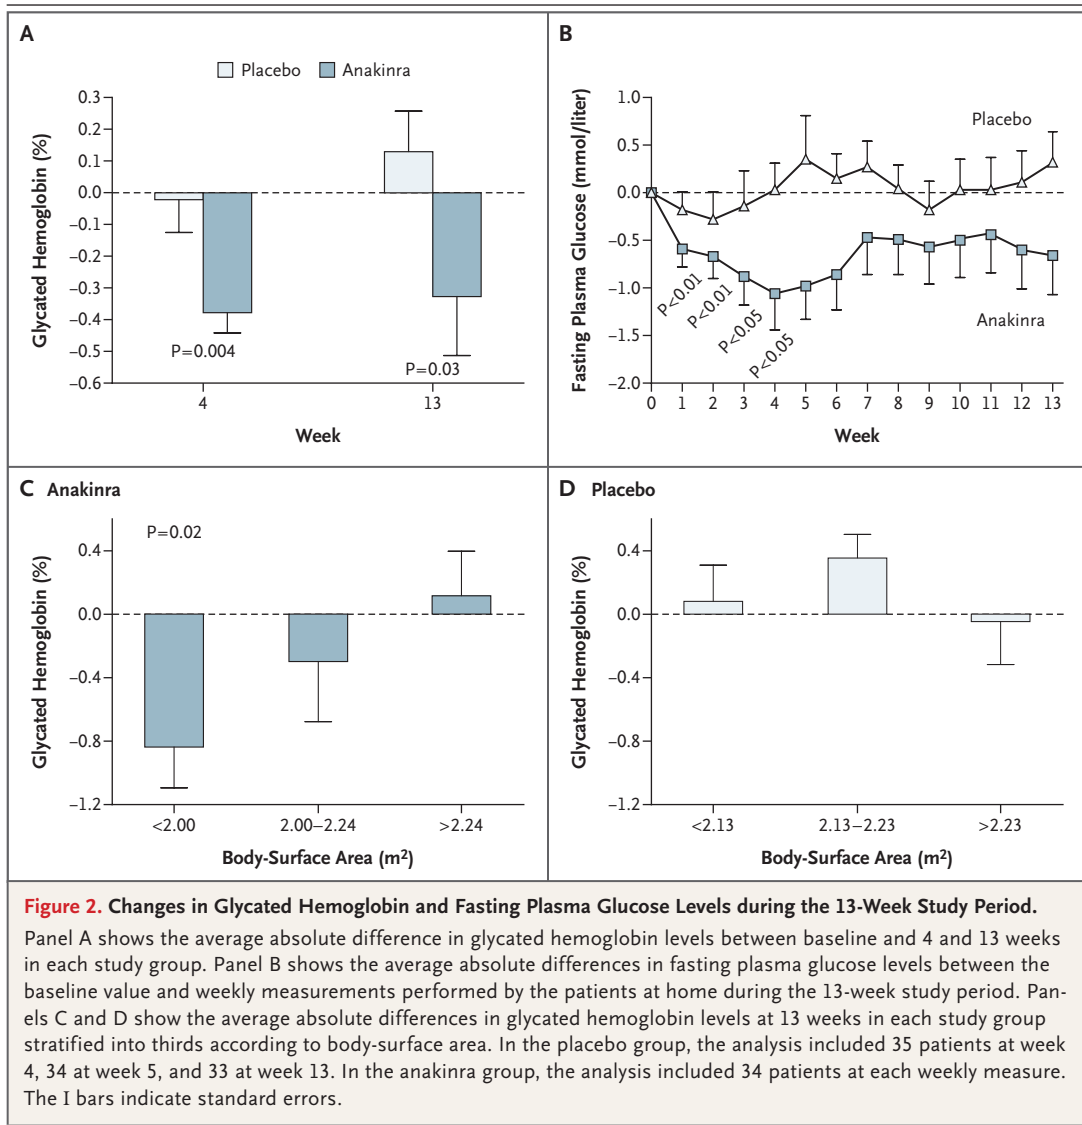 A
Placebo Anakinra
Glycated Hemoglobin (%)
0.3
0.2
0.1
0.0
−0.1
−0.2
−0.3
−0.4
−0.5
−0.6
P=0.004
P=0.03
4 13
Week
B
Fasting Plasma Glucose (mmol/liter)
1.0
0.5
0.0
−0.5
−1.0
−1.5
−2.0
Placebo
Anakinra
P<0.01
P<0.01
P<0.05
P<0.05
0 1 2 3 4 5 6 7 8 9 10 11 12 13
Week
C Anakinra
Glycated Hemoglobin (%)
P=0.02
0.4
0.0
−0.4
−0.8
−1.2
<2.00 2.00–2.24 >2.24
Body-Surface Area (m²)
D Placebo
Glycated Hemoglobin (%)
0.4
0.0
−0.4
−0.8
−1.2
<2.13 2.13–2.23 >2.23
Body-Surface Area (m²)
Figure 2. Changes in Glycated Hemoglobin and Fasting Plasma Glucose Levels during the 13-Week Study Period.
Panel A shows the average absolute difference in glycated hemoglobin levels between baseline and 4 and 13 weeks
in each study group. Panel B shows the average absolute differences in fasting plasma glucose levels between the
baseline value and weekly measurements performed by the patients at home during the 13-week study period. Pan-
els C and D show the average absolute differences in glycated hemoglobin levels at 13 weeks in each study group
stratified into thirds according to body-surface area. In the placebo group, the analysis included 35 patients at week
4, 34 at week 5, and 33 at week 13. In the anakinra group, the analysis included 34 patients at each weekly measure.
The I bars indicate standard errors.